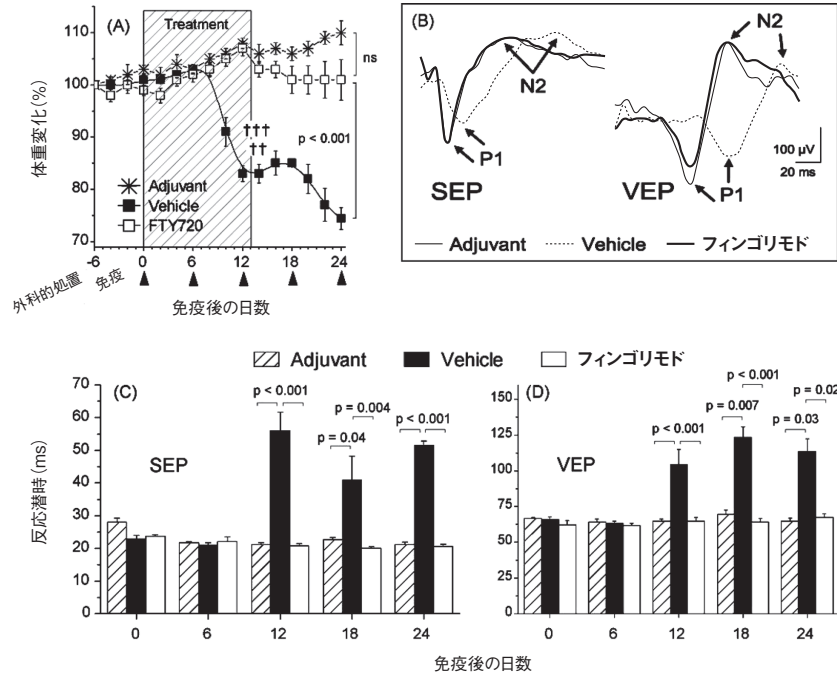 (A)
Treatment
110
100
90
80
70
体重変化(%)
ns
p < 0.001
†††
††
Adjuvant
Vehicle
FTY720
-6 0 6 12 18 24
外科的処置 免疫
免疫後の日数
(B)
N2
P1
SEP
N2
P1
VEP
100 µV
20 ms
Adjuvant Vehicle フィンゴリモド
Adjuvant Vehicle フィンゴリモド
(C)
SEP
70
60
50
40
30
20
10
0
反応潜時(ms)
p < 0.001
p = 0.004
p = 0.04
p < 0.001
0 6 12 18 24
(D)
VEP
150
125
100
75
50
25
0
p < 0.001
p < 0.001
p = 0.007
p = 0.02
p = 0.03
0 6 12 18 24
免疫後の日数